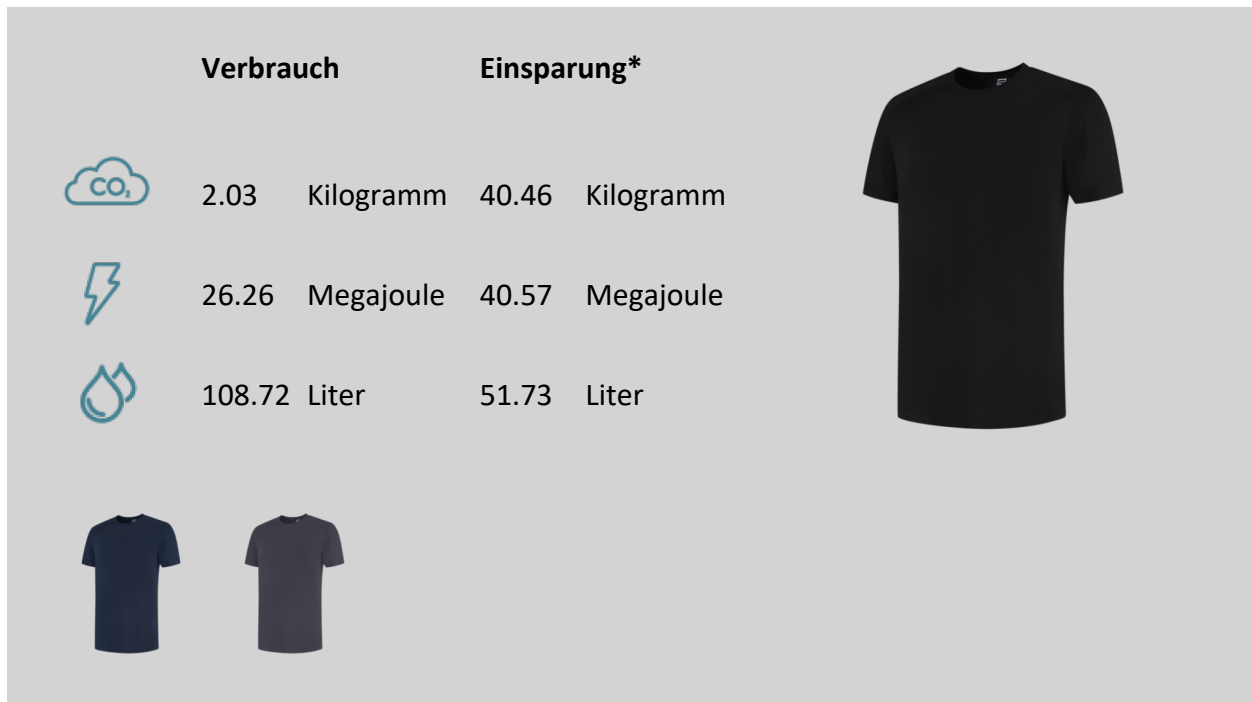 Verbrauch Einsparung*
CO₂ 2.03 Kilogramm 40.46 Kilogramm
26.26 Megajoule 40.57 Megajoule
108.72 Liter 51.73 Liter